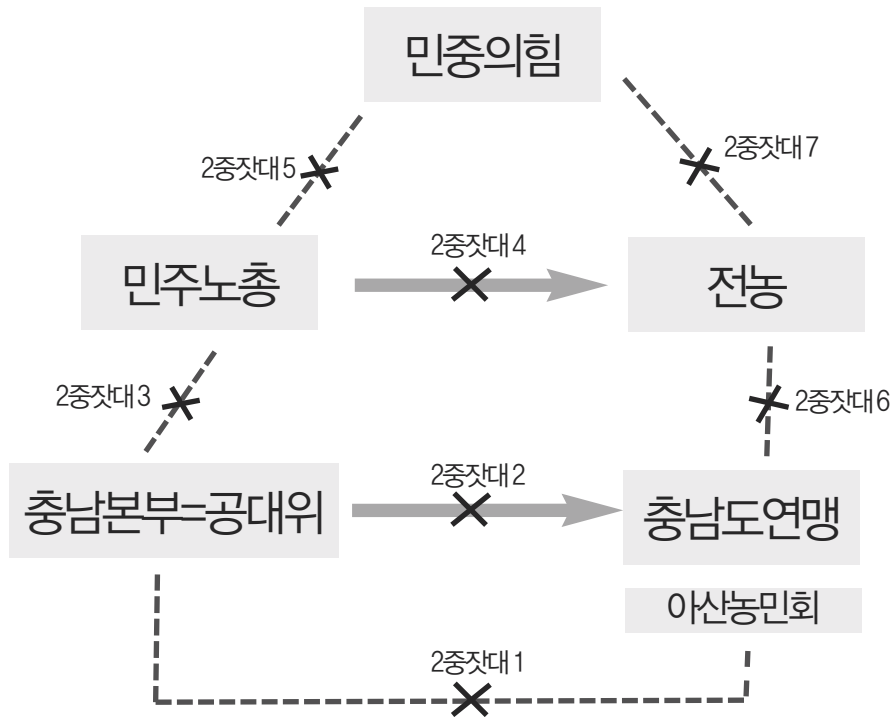 민중의힘
2중잣대 5
2중잣대 7
민주노총
2중잣대 4
전농
2중잣대 3
2중잣대 6
충남본부=공대위
2중잣대 2
충남도연맹
아산농민회
2중잣대 1